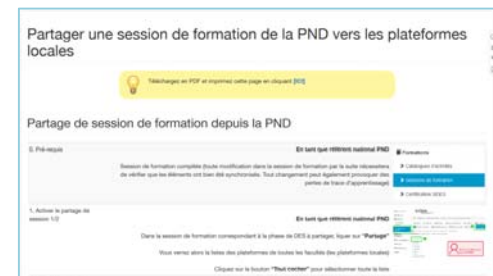 Partager une session de formation de la PND vers les plateformes
locales
Téléchargez en PDF et imprimez cette page en cliquant [ICI]
Partage de session de formation depuis la PND
0. Pré-requis
En tant que référent national PND
Session de formation complète (toute modification dans la session de formation par la suite nécessitera
de vérifier que les éléments ont bien été synchronisés. Tout changement peut également provoquer des
pertes de trace d'apprentissage)
Formations
Catalogues d'activités
Sessions de formation
Certification SIDES
1. Activer le partage de
session 1/2
En tant que référent national PND
Dans la session de formation correspondant à la phase de DES à partager, cliquer sur "Partage"
Vous verrez alors la liste des plateformes de toutes les facultés (les plateformes locales)
Cliquez sur le bouton "Tout cocher" pour sélectionner toute la liste